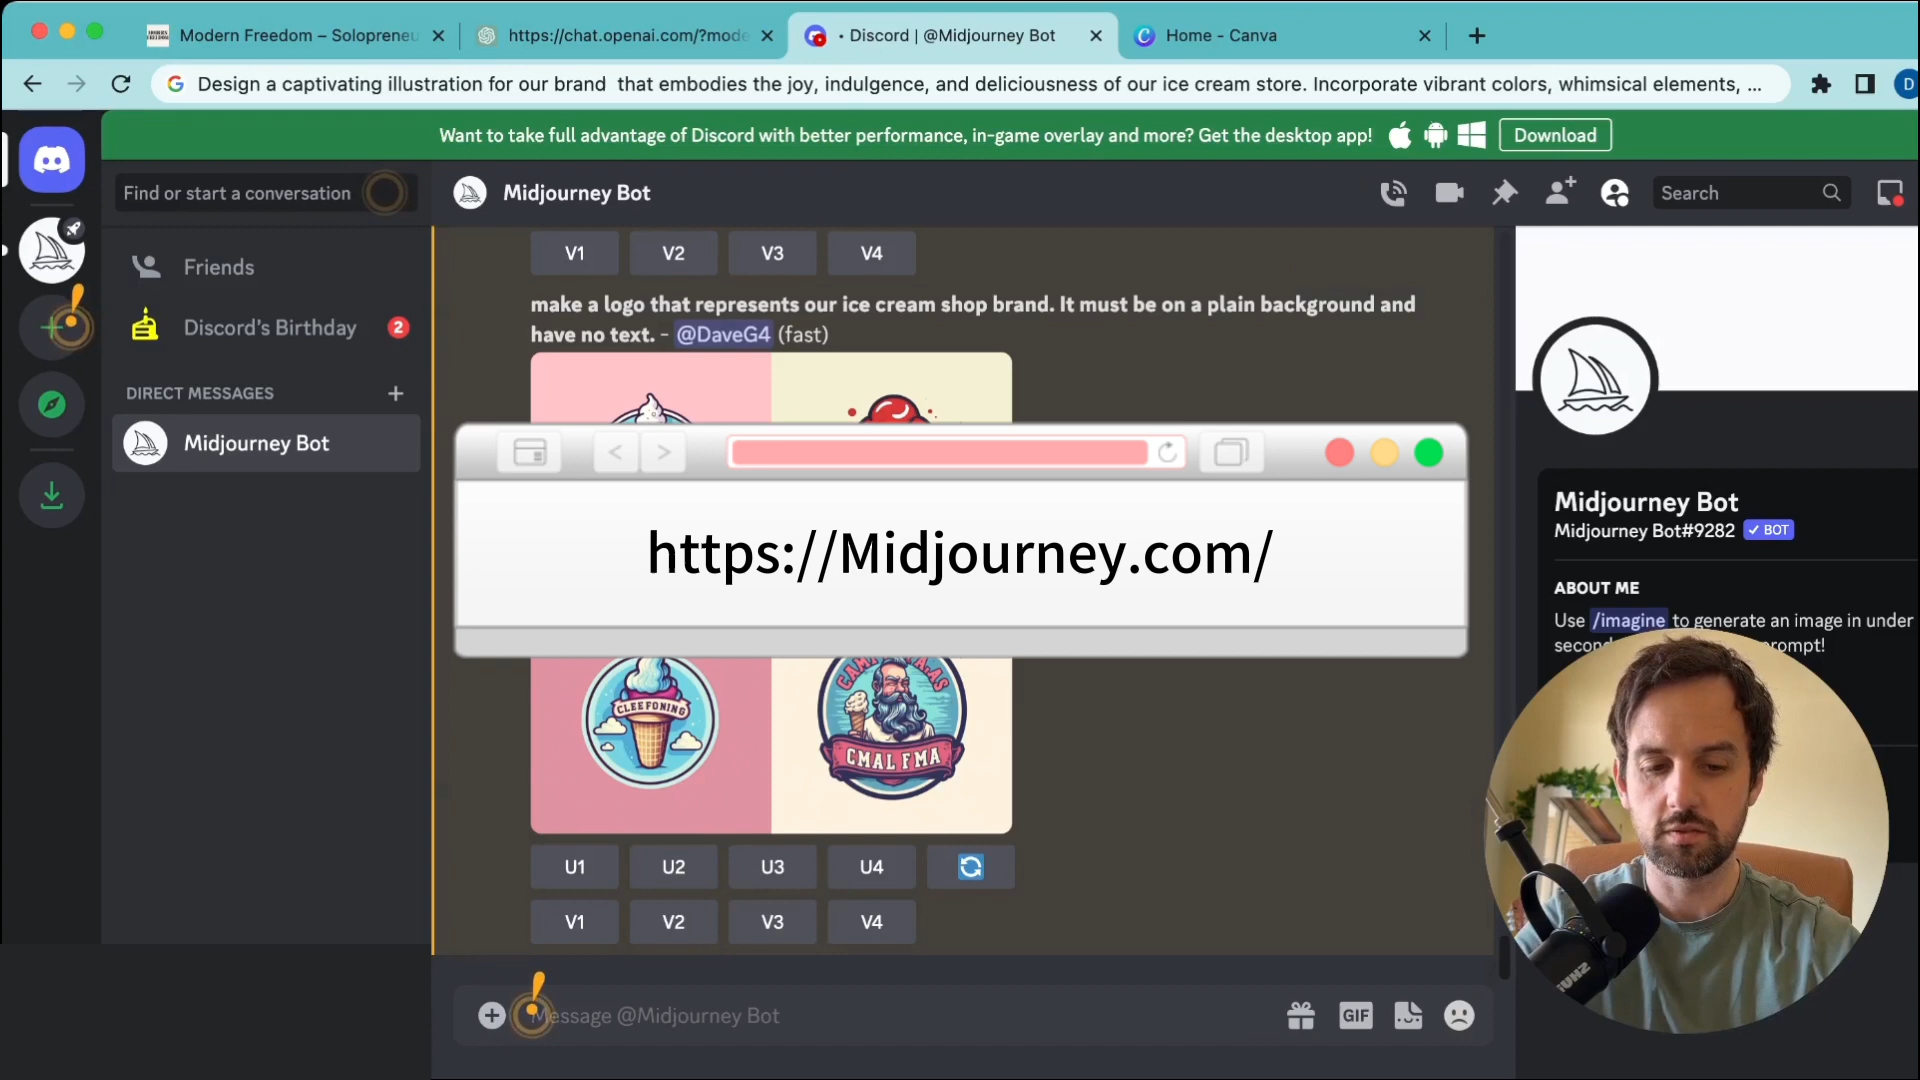 Modern Freedom – Solopreneu
https://chat.openai.com/?mode
• Discord | @Midjourney Bot
Home - Canva
Design a captivating illustration for our brand  that embodies the joy, indulgence, and deliciousness of our ice cream store. Incorporate vibrant colors, whimsical elements, ...
D
Want to take full advantage of Discord with better performance, in-game overlay and more? Get the desktop app!
Download
Find or start a conversation
Midjourney Bot
Search
Friends
Discord's Birthday
2
DIRECT MESSAGES
Midjourney Bot
V1 V2 V3 V4
make a logo that represents our ice cream shop brand. It must be on a plain background and
have no text. - @DaveG4 (fast)
https://Midjourney.com/
CLEEFONING
CMAL FMA
U1 U2 U3 U4
V1 V2 V3 V4
Message @Midjourney Bot
GIF
Midjourney Bot
Midjourney Bot#9282
BOT
ABOUT ME
Use /imagine to generate an image in under
prompt!